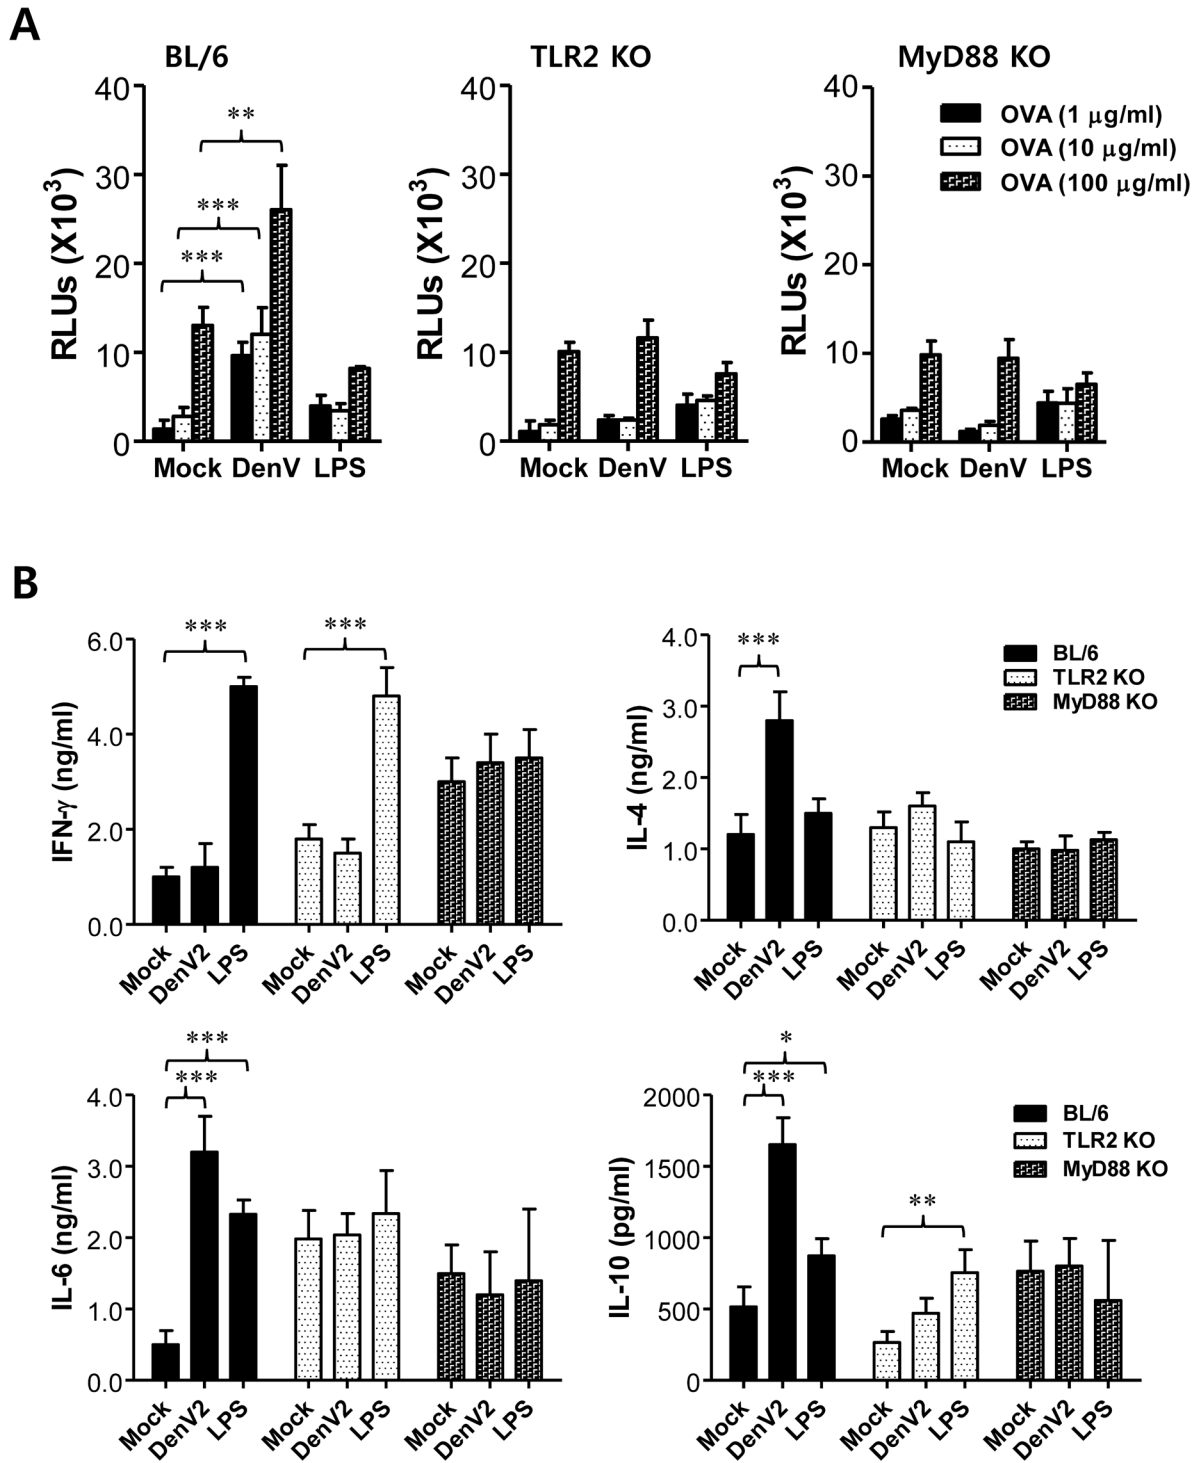 A
BL/6
TLR2 KO
MyD88 KO
RLUs (X10³)
40
30
20
10
0
**
***
***
Mock DenV LPS
RLUs (X10³)
40
30
20
10
0
Mock DenV LPS
RLUs (X10³)
40
30
20
10
0
Mock DenV LPS
OVA (1 μg/ml)
OVA (10 μg/ml)
OVA (100 μg/ml)
B
IFN-γ (ng/ml)
6.0
4.0
2.0
0.0
***
***
Mock DenV2 LPS Mock DenV2 LPS Mock DenV2 LPS
IL-4 (ng/ml)
4.0
3.0
2.0
1.0
0.0
***
BL/6
TLR2 KO
MyD88 KO
Mock DenV2 LPS Mock DenV2 LPS Mock DenV2 LPS
IL-6 (ng/ml)
4.0
3.0
2.0
1.0
0.0
***
***
Mock DenV2 LPS Mock DenV2 LPS Mock DenV2 LPS
IL-10 (pg/ml)
2000
1500
1000
500
0
*
***
**
BL/6
TLR2 KO
MyD88 KO
Mock DenV2 LPS Mock DenV2 LPS Mock DenV2 LPS